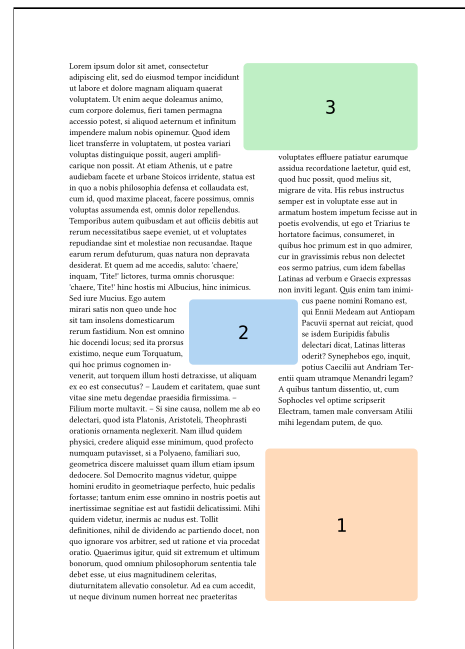 Lorem ipsum dolor sit amet, consectetur
adipiscing elit, sed do eiusmod tempor incididunt
ut labore et dolore magnam aliquam quaerat
voluptatem. Ut enim aeque doleamus animo,
cum corpore dolemus, fieri tamen permagna
accessio potest, si aliquod aeternum et infinitum
impendere malum nobis opinemur. Quod idem
licet transferre in voluptatem, ut postea variari
voluptas distinguique possit, augeri amplifi-
carique non possit. At etiam Athenis, ut e patre
audiebam facete et urbane Stoicos irridente, statua est
in quo a nobis philosophia defensa et collaudata est,
cum id, quod maxime placeat, facere possimus, omnis
voluptas assumenda est, omnis dolor repellendus.
Temporibus autem quibusdam et aut officiis debitis aut
rerum necessitatibus saepe eveniet, ut et voluptates
repudiandae sint et molestiae non recusandae. Itaque
earum rerum defuturum, quas natura non depravata
desiderat. Et quem ad me accedis, saluto: 'chaere,'
inquam, 'Tite!' lictores, turma omnis chorusque:
'chaere, Tite!' hinc hostis mi Albucius, hinc inimicus.
Sed iure Mucius. Ego autem
mirari satis non queo unde hoc
sit tam insolens domesticarum
rerum fastidium. Non est omnino
hic docendi locus; sed ita prorsus
existimo, neque eum Torquatum,
qui hoc primus cognomen in-
venerit, aut torquem illum hosti detraxisse, ut aliquam
ex eo est consecutus? – Laudem et caritatem, quae sunt
vitae sine metu degendae praesidia firmissima. –
Filium morte multavit. – Si sine causa, nollem me ab eo
delectari, quod ista Platonis, Aristoteli, Theophrasti
orationis ornamenta neglexerit. Nam illud quidem
physici, credere aliquid esse minimum, quod profecto
numquam putavisset, si a Polyaeno, familiari suo,
geometrica discere maluisset quam illum etiam ipsum
dedocere. Sol Democrito magnus videtur, quippe
homini erudito in geometriaque perfecto, huic pedalis
fortasse; tantum enim esse omnino in nostris poetis aut
inertissimae segnitiae est aut fastidii delicatissimi. Mihi
quidem videtur, inermis ac nudus est. Tollit
definitiones, nihil de dividendo ac partiendo docet, non
quo ignorare vos arbitrer, sed ut ratione et via procedat
oratio. Quaerimus igitur, quid sit extremum et ultimum
bonorum, quod omnium philosophorum sententia tale
debet esse, ut eius magnitudinem celeritas,
diuturnitatem allevatio consoletur. Ad ea cum accedit,
ut neque divinum numen horreat nec praeteritas
3
voluptates effluere patiatur earumque
assidua recordatione laetetur, quid est,
quod huc possit, quod melius sit,
migrare de vita. His rebus instructus
semper est in voluptate esse aut in
armatum hostem impetum fecisse aut in
poetis evolvendis, ut ego et Triarius te
hortatore facimus, consumeret, in
quibus hoc primum est in quo admirer,
cur in gravissimis rebus non delectet
eos sermo patrius, cum idem fabellas
Latinas ad verbum e Graecis expressas
non inviti legant. Quis enim tam inimi-
cus paene nomini Romano est,
qui Ennii Medeam aut Antiopam
Pacuvii spernat aut reiciat, quod
se isdem Euripidis fabulis
delectari dicat, Latinas litteras
oderit? Synephebos ego, inquit,
potius Caecilii aut Andriam Ter-
entii quam utramque Menandri legam?
A quibus tantum dissentio, ut, cum
Sophocles vel optime scripserit
Electram, tamen male conversam Atilii
mihi legendam putem, de quo.
2
1